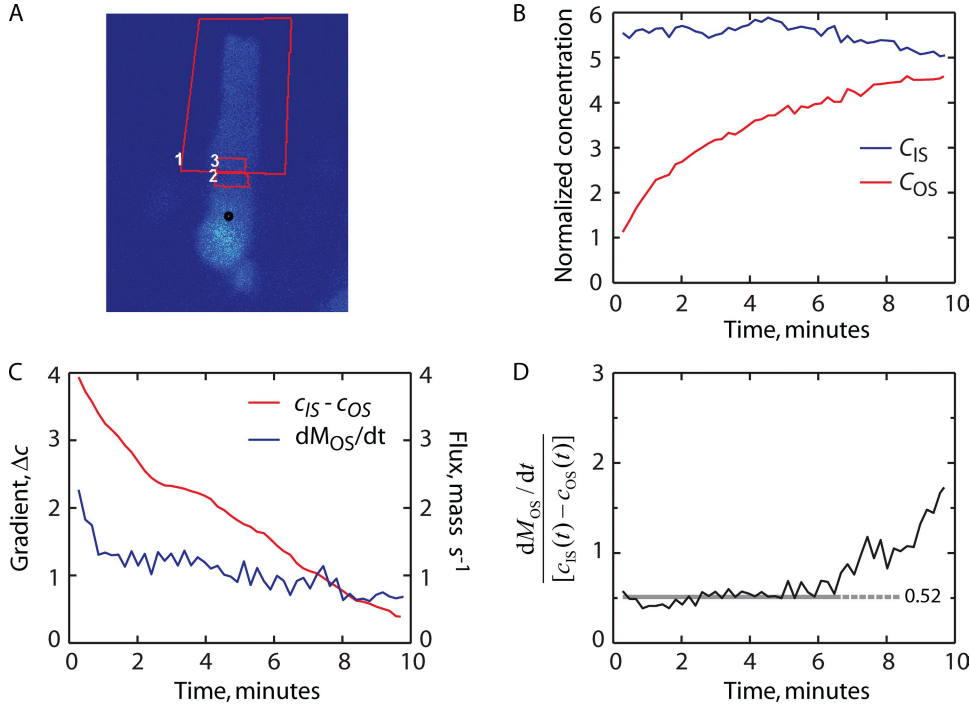 A
1
3
2
B
Normalized concentration
6
5
4
3
2
1
0
C_IS
C_OS
0 2 4 6 8 10
Time, minutes
C
Gradient, Δc
4
3
2
1
0
c_IS - c_OS
dM_OS/dt
4
3
2
1
0
Flux, mass s⁻¹
0 2 4 6 8 10
Time, minutes
D
dM_OS / dt
[c_IS(t) − c_OS(t)]
3
2
1
0
0.52
0 2 4 6 8 10
Time, minutes